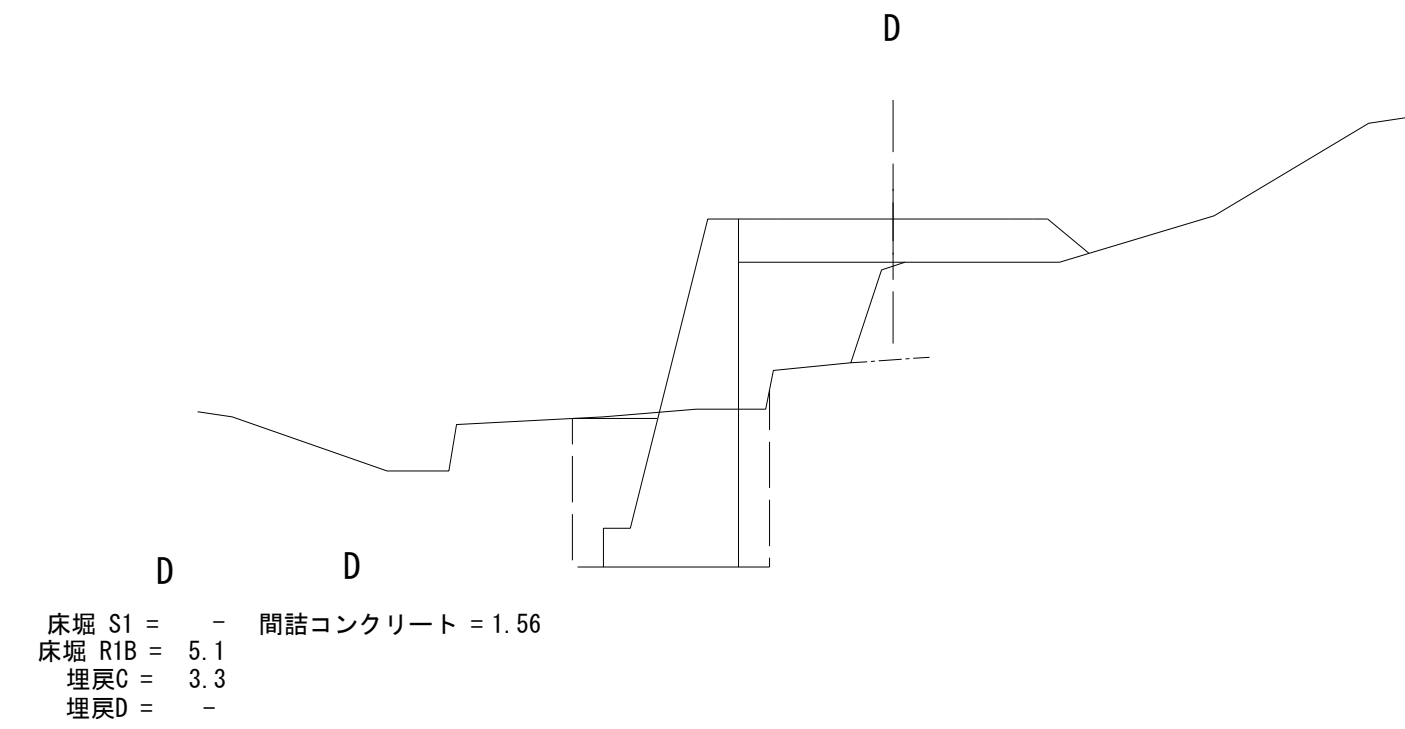 D
D D
床堀 S1 = - 間詰コンクリート = 1.56
床堀 R1B = 5.1
埋戻C = 3.3
埋戻D = -